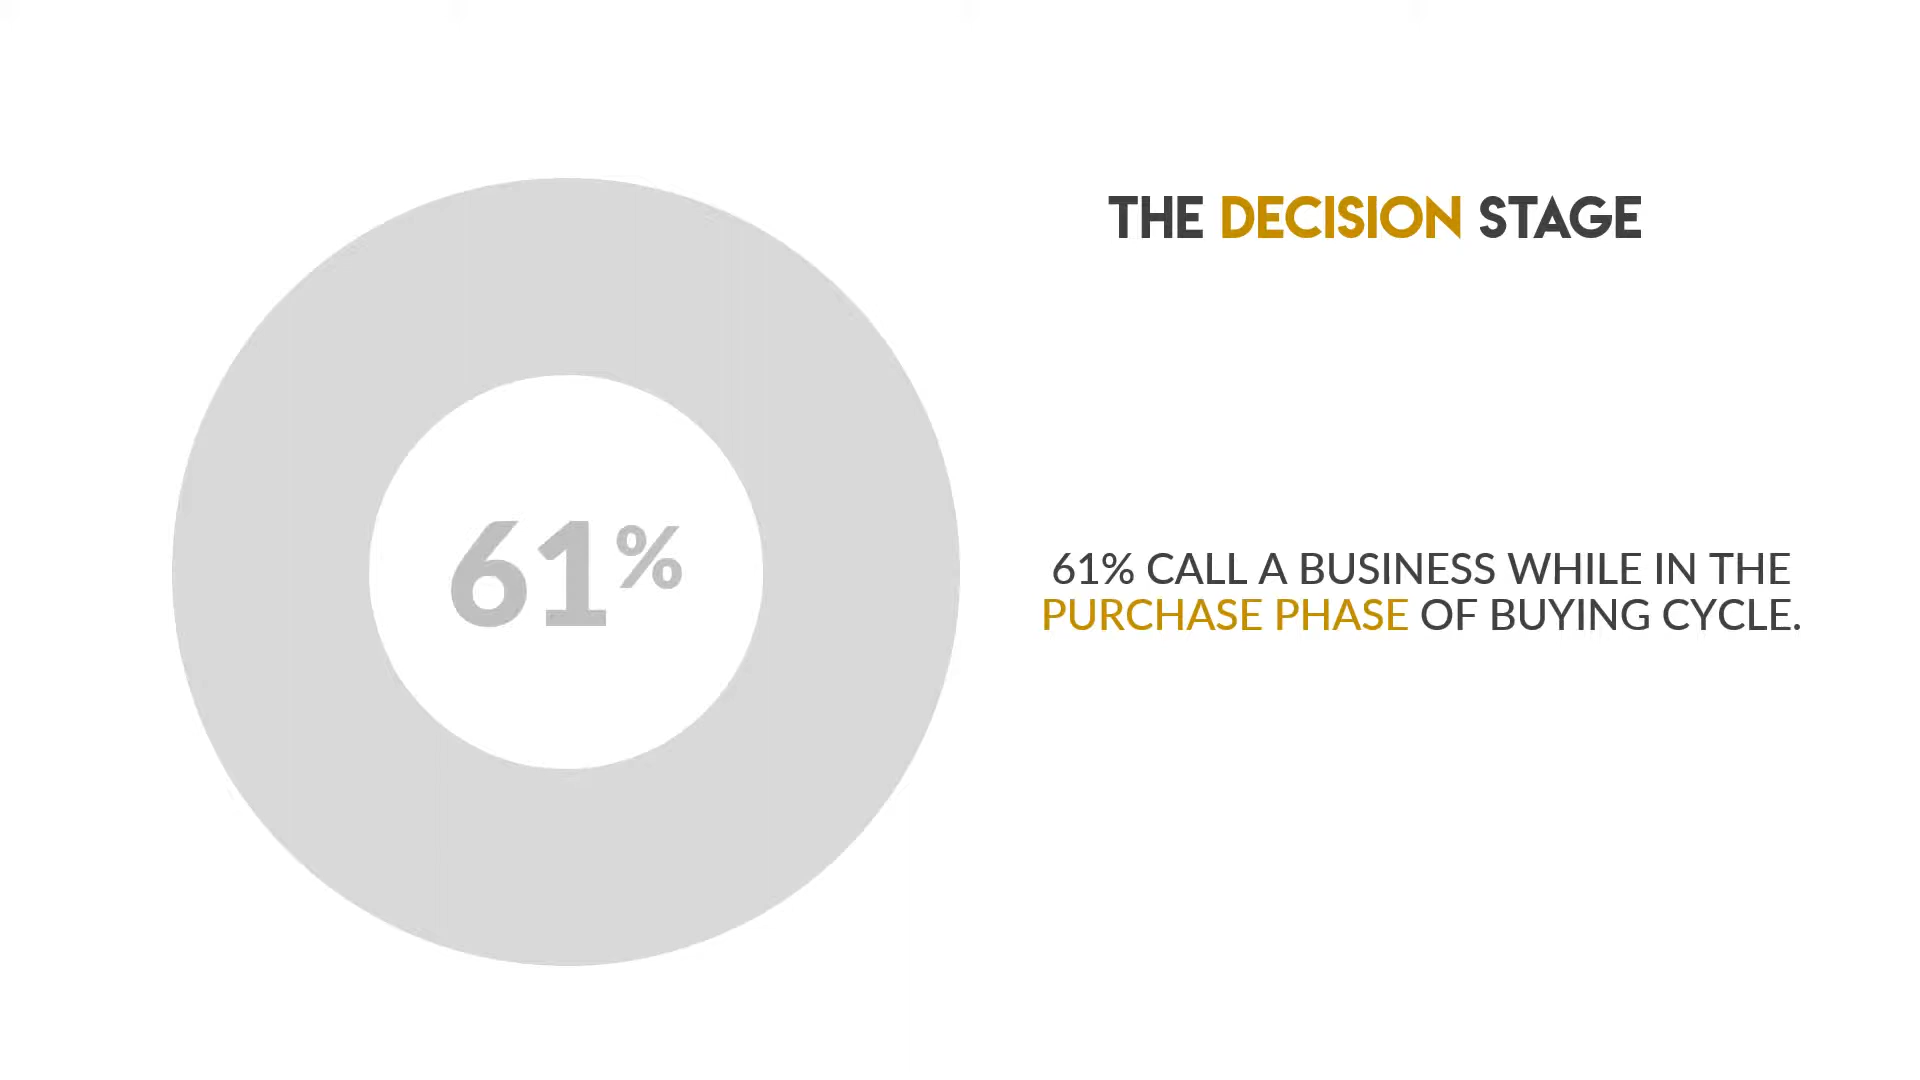 THE DECISION STAGE
61%
61% CALL A BUSINESS WHILE IN THE
PURCHASE PHASE OF BUYING CYCLE.